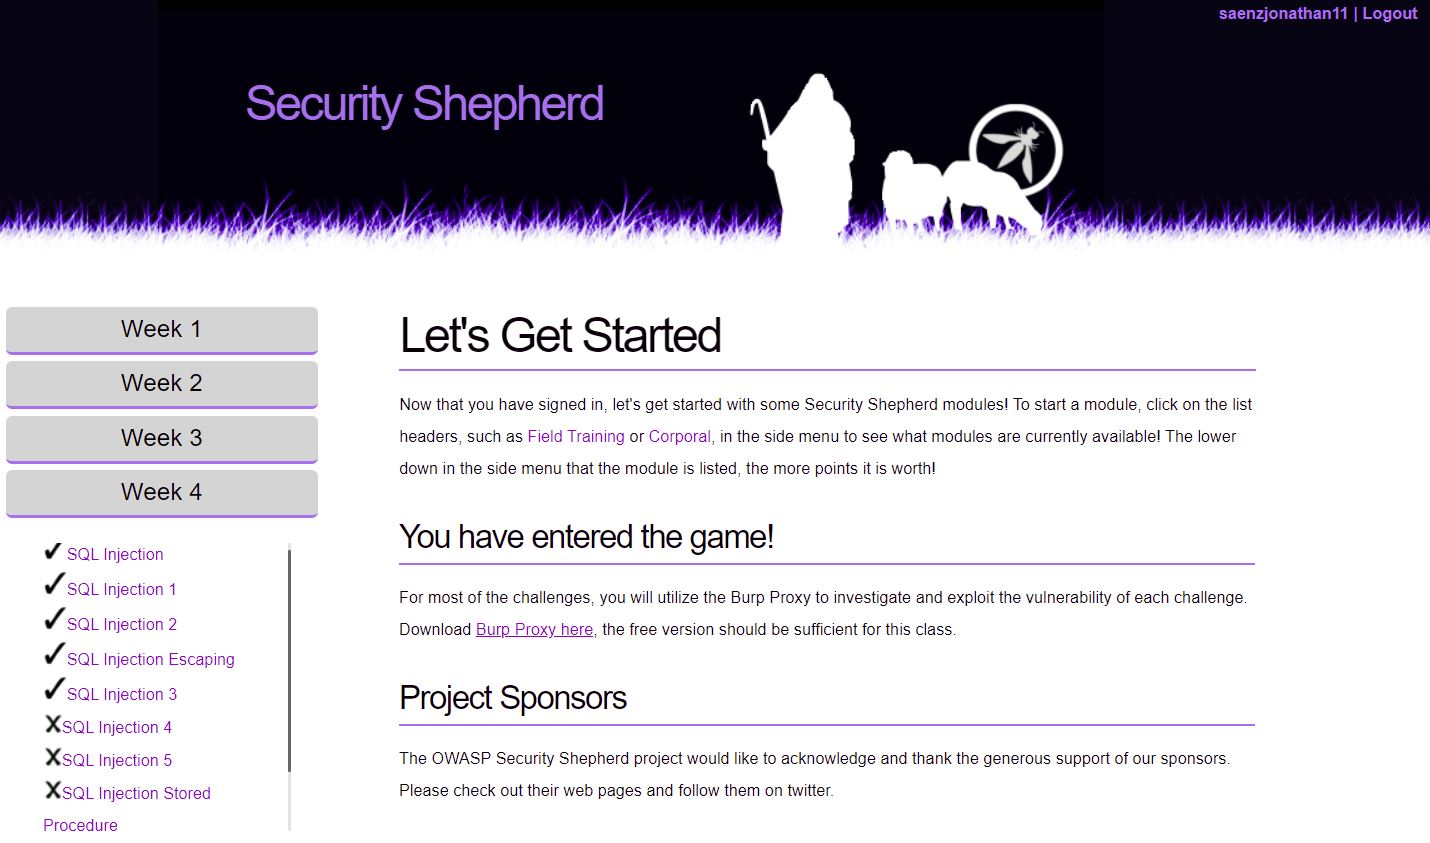 saenzjonathan11 | Logout
Security Shepherd
Week 1
Week 2
Week 3
Week 4
SQL Injection
SQL Injection 1
SQL Injection 2
SQL Injection Escaping
SQL Injection 3
SQL Injection 4
SQL Injection 5
SQL Injection Stored
Procedure
Let's Get Started
Now that you have signed in, let's get started with some Security Shepherd modules! To start a module, click on the list
headers, such as Field Training or Corporal, in the side menu to see what modules are currently available! The lower
down in the side menu that the module is listed, the more points it is worth!
You have entered the game!
For most of the challenges, you will utilize the Burp Proxy to investigate and exploit the vulnerability of each challenge.
Download Burp Proxy here, the free version should be sufficient for this class.
Project Sponsors
The OWASP Security Shepherd project would like to acknowledge and thank the generous support of our sponsors.
Please check out their web pages and follow them on twitter.